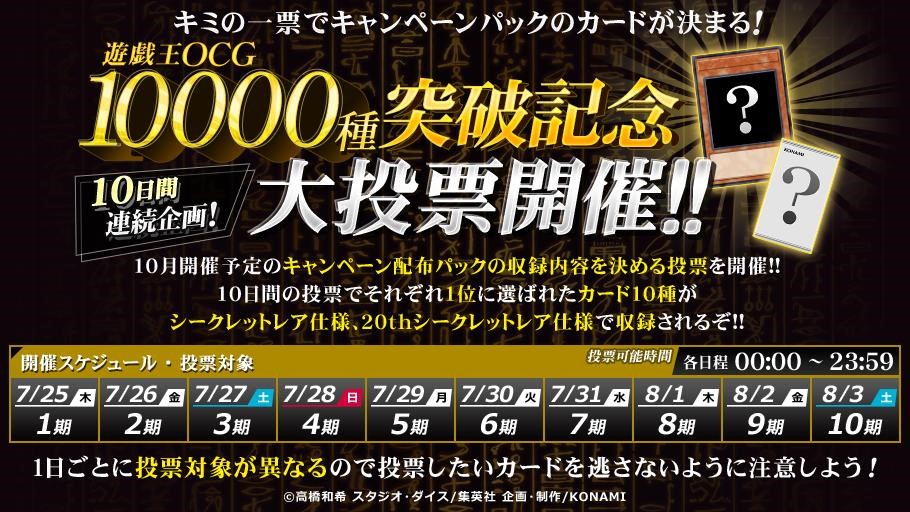 キミの一票でキャンペーンパックのカードが決まる!
遊戯王OCG
10000種突破記念
10日間
連続企画!
大投票開催!!
?
KONAMI
?
10月開催予定のキャンペーン配布パックの収録内容を決める投票を開催!!
10日間の投票でそれぞれ1位に選ばれたカード10種が
シークレットレア仕様、20thシークレットレア仕様で収録されるぞ!!
開催スケジュール・投票対象 投票可能時間 各日程 00:00 ~ 23:59
7/25 木 7/26 金 7/27 土 7/28 日 7/29 月 7/30 火 7/31 水 8/1 木 8/2 金 8/3 土
1期 2期 3期 4期 5期 6期 7期 8期 9期 10期
1日ごとに投票対象が異なるので投票したいカードを逃さないように注意しよう!
©高橋和希 スタジオ・ダイス/集英社 企画・制作/KONAMI